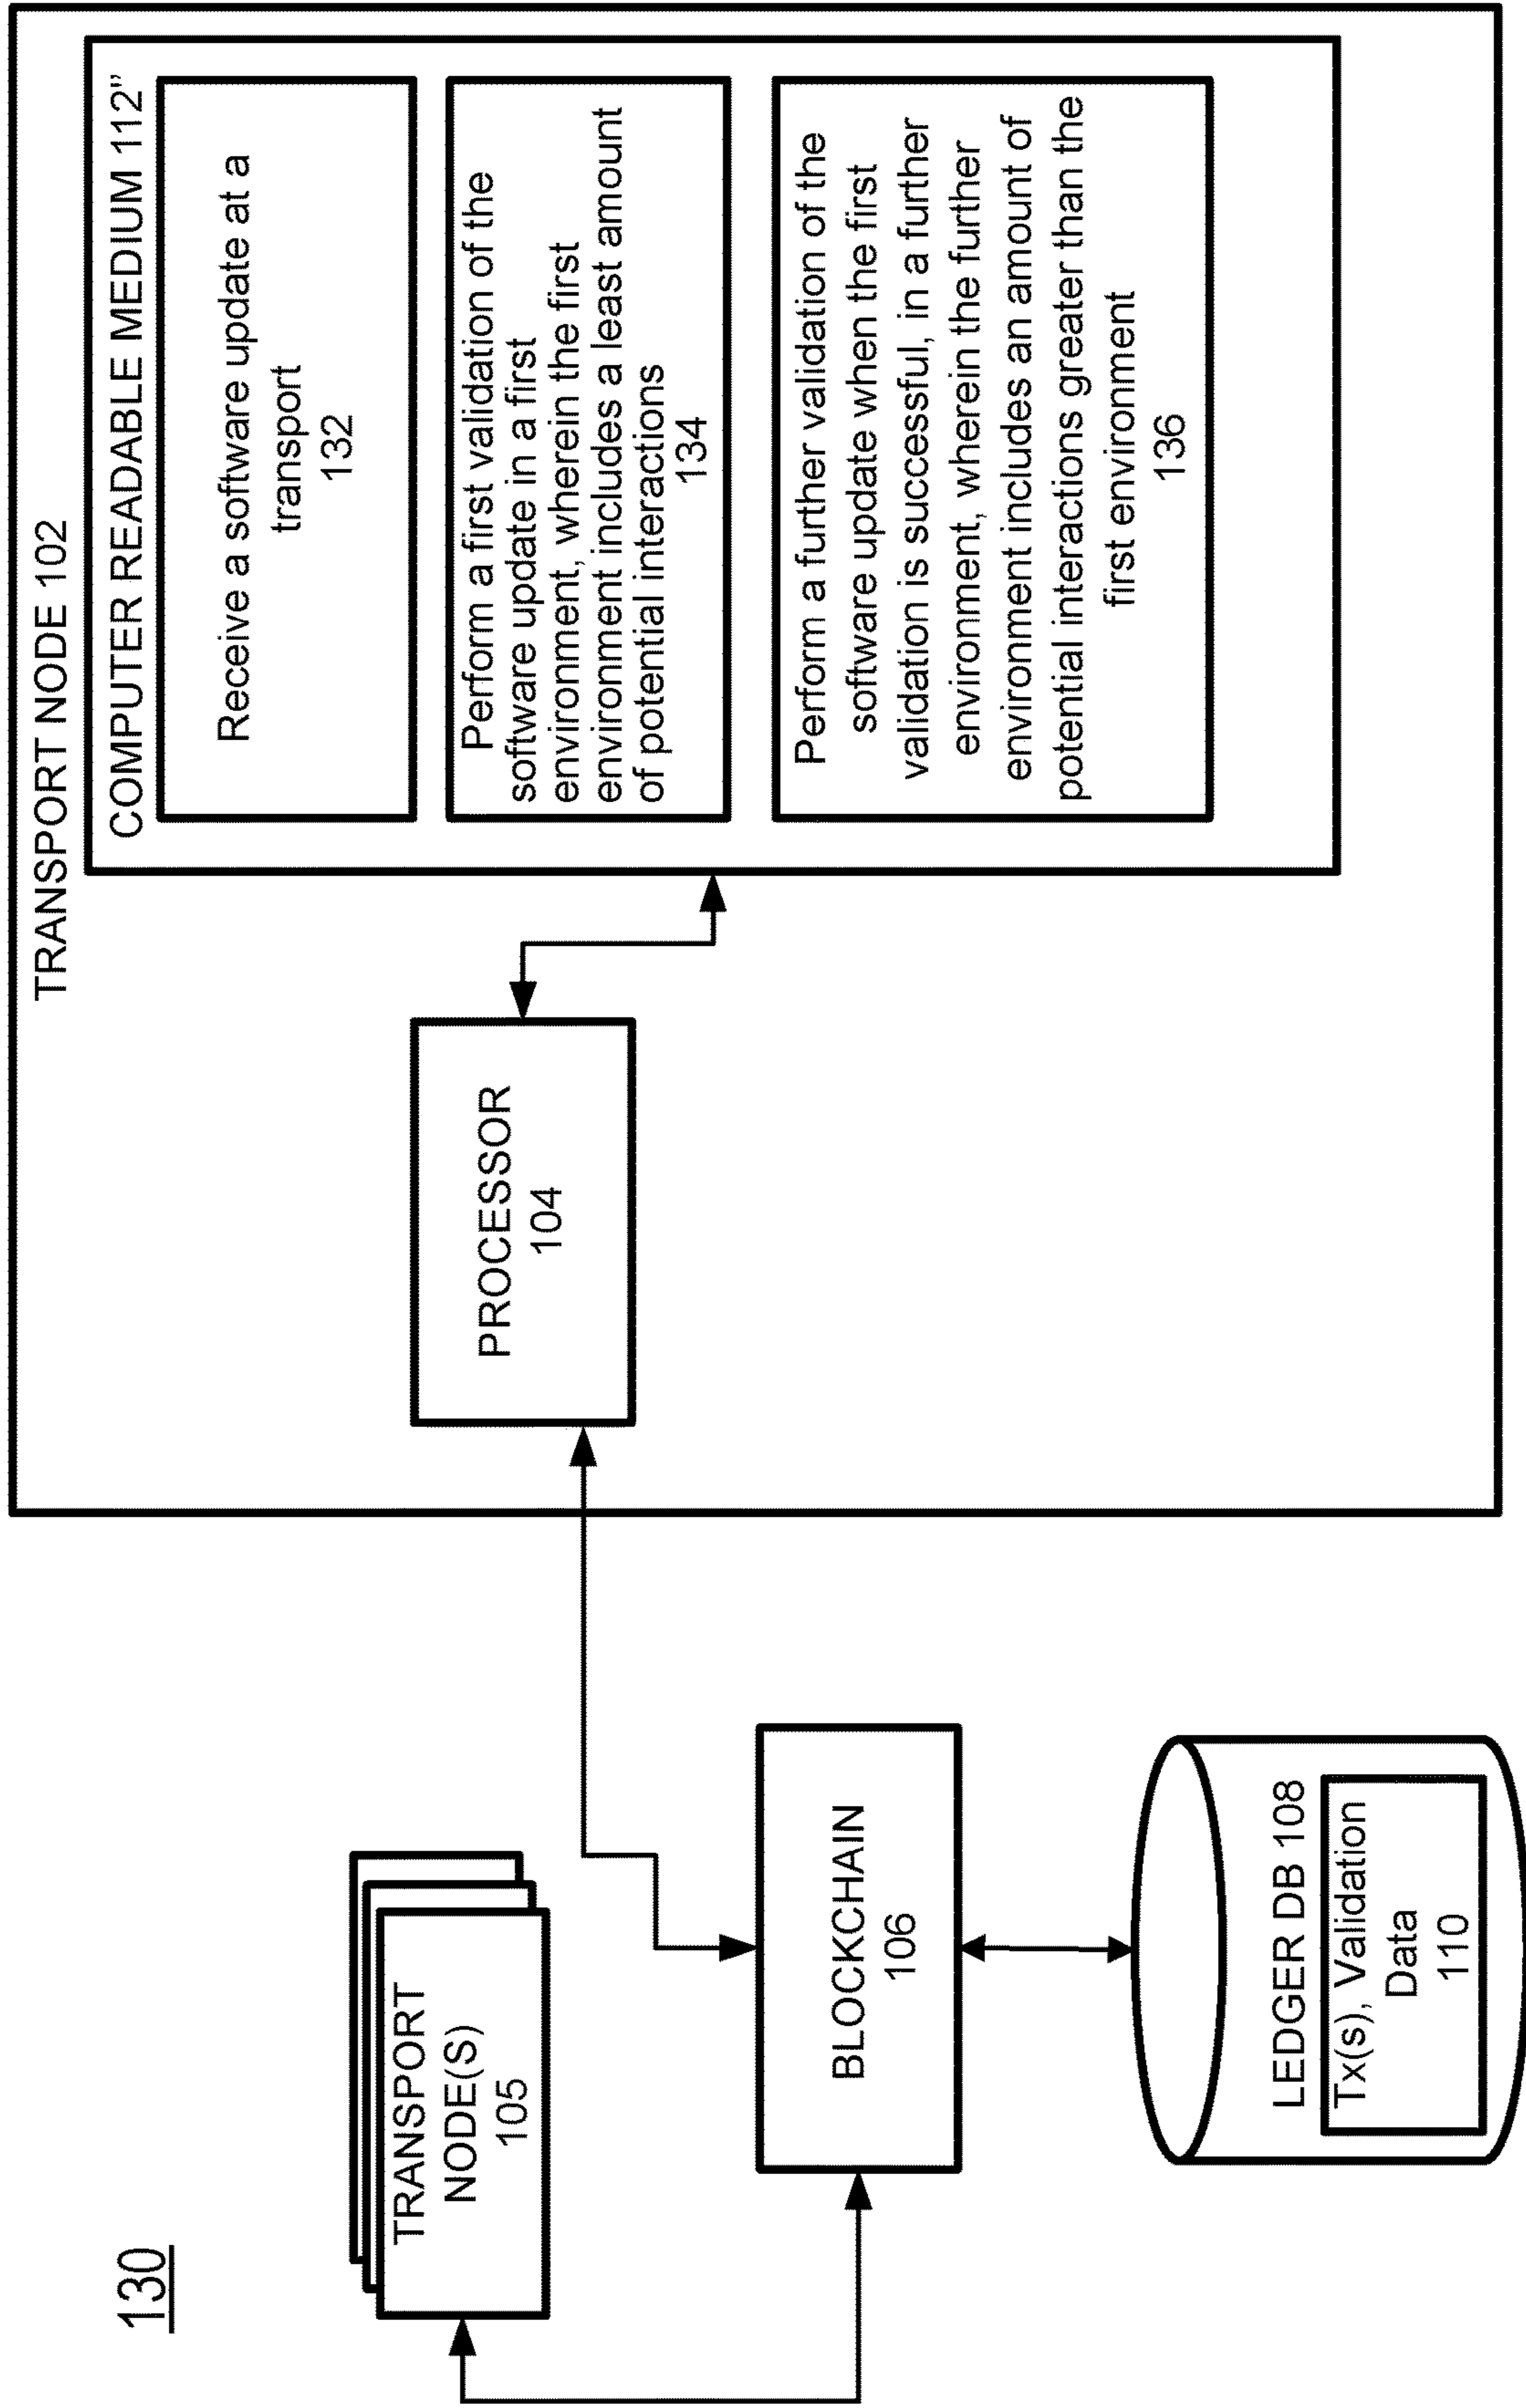 130
TRANSPORT
NODE(S)
105
BLOCKCHAIN
106
LEDGER DB 108
Tx(s), Validation
Data
110
TRANSPORT NODE 102
PROCESSOR
104
COMPUTER READABLE MEDIUM 112"
Receive a software update at a
transport
132
Perform a first validation of the
software update in a first
environment, wherein the first
environment includes a least amount
of potential interactions
134
Perform a further validation of the
software update when the first
validation is successful, in a further
environment, wherein the further
environment includes an amount of
potential interactions greater than the
first environment
136